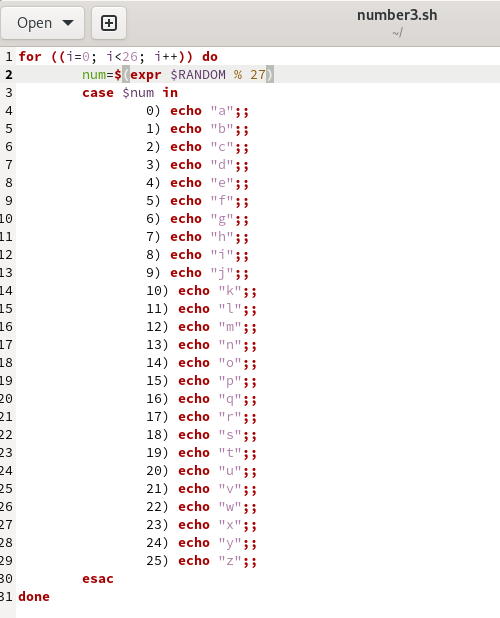 Open
number3.sh
~/
1 for ((i=0; i<26; i++)) do
2 num=$(expr $RANDOM % 27)
3 case $num in
4 0) echo "a";;
5 1) echo "b";;
6 2) echo "c";;
7 3) echo "d";;
8 4) echo "e";;
9 5) echo "f";;
10 6) echo "g";;
11 7) echo "h";;
12 8) echo "i";;
13 9) echo "j";;
14 10) echo "k";;
15 11) echo "l";;
16 12) echo "m";;
17 13) echo "n";;
18 14) echo "o";;
19 15) echo "p";;
20 16) echo "q";;
21 17) echo "r";;
22 18) echo "s";;
23 19) echo "t";;
24 20) echo "u";;
25 21) echo "v";;
26 22) echo "w";;
27 23) echo "x";;
28 24) echo "y";;
29 25) echo "z";;
30 esac
31 done